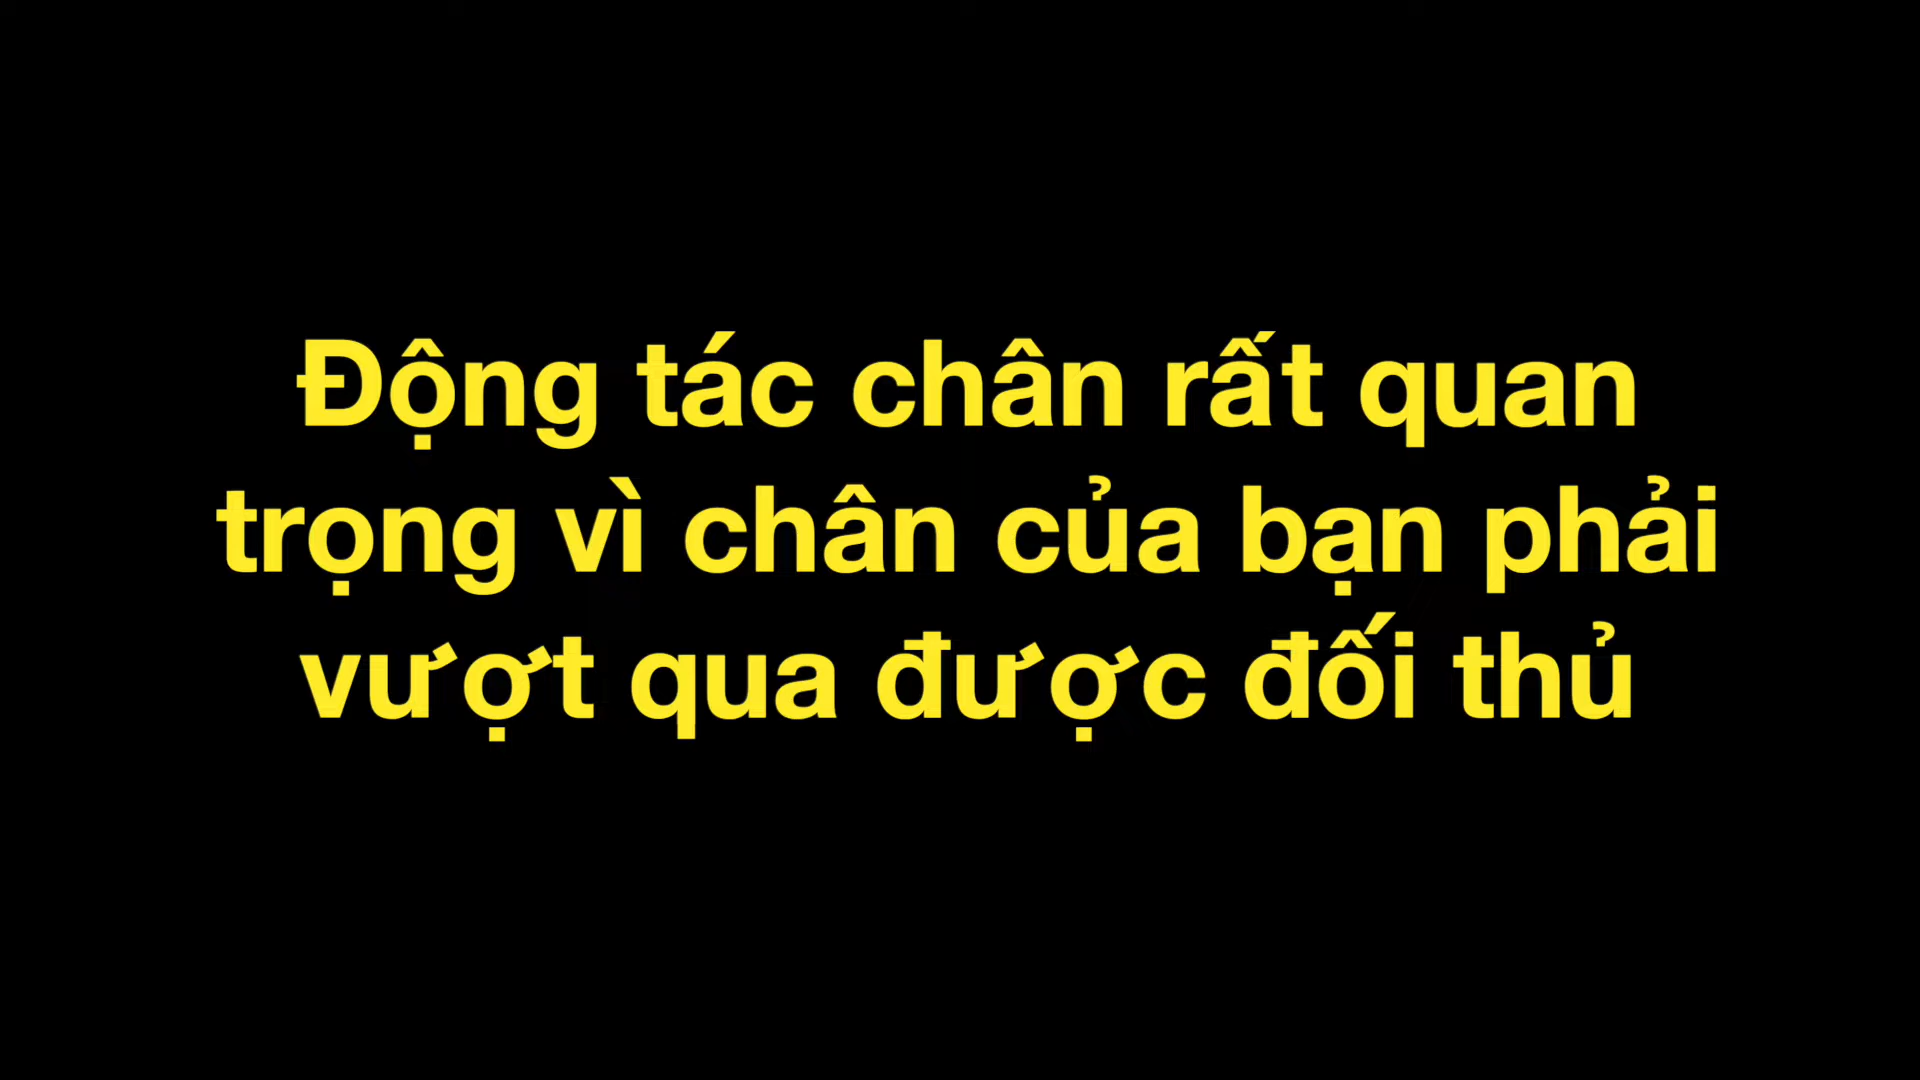 Động tác chân rất quan
trọng vì chân của bạn phải
vượt qua được đối thủ